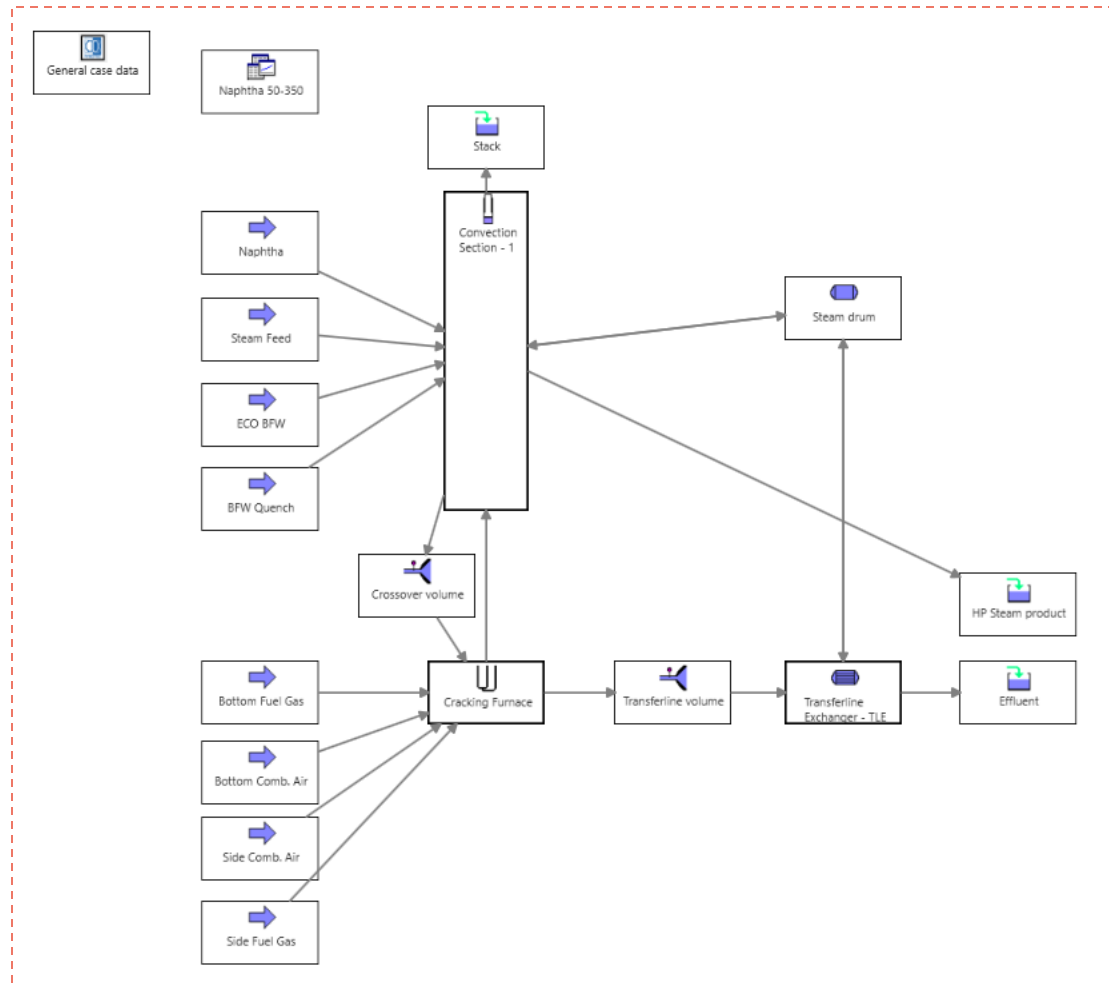 General case data
Naphtha 50-350
Stack
Convection
Section - 1
Naphtha
Steam Feed
Steam drum
ECO BFW
BFW Quench
Crossover volume
HP Steam product
Bottom Fuel Gas
Cracking Furnace
Transferline volume
Transferline
Exchanger - TLE
Effluent
Bottom Comb. Air
Side Comb. Air
Side Fuel Gas